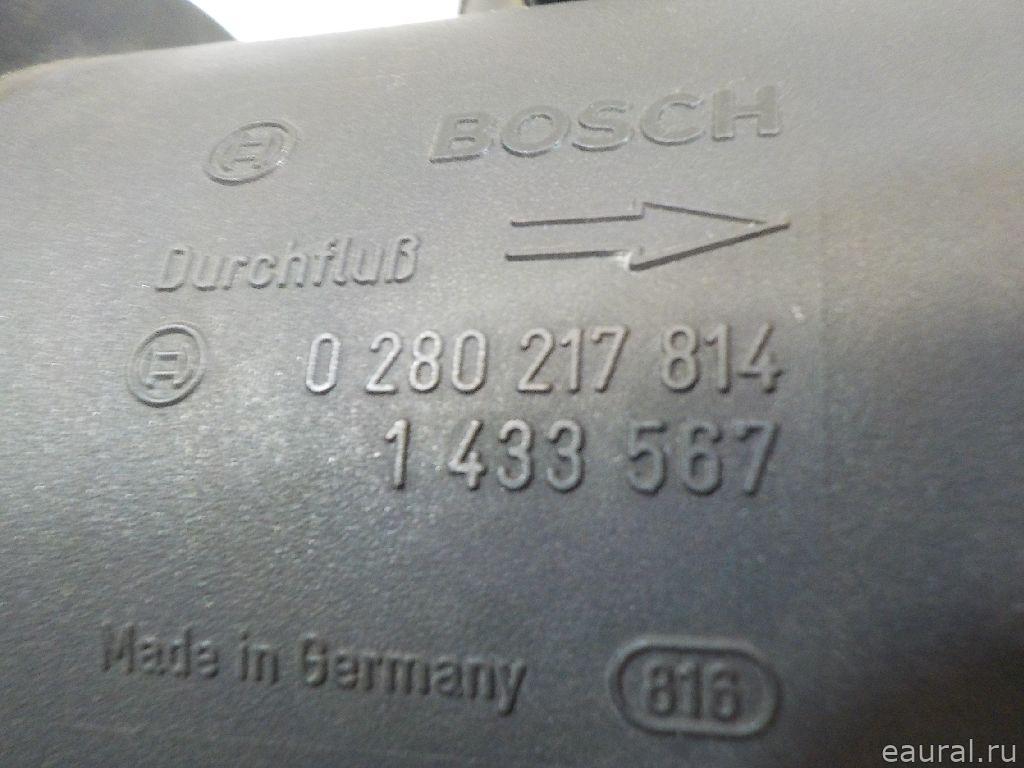 BOSCH
Durchfluß
0 280 217 814
1 433 567
Made in Germany
816
eaural.ru